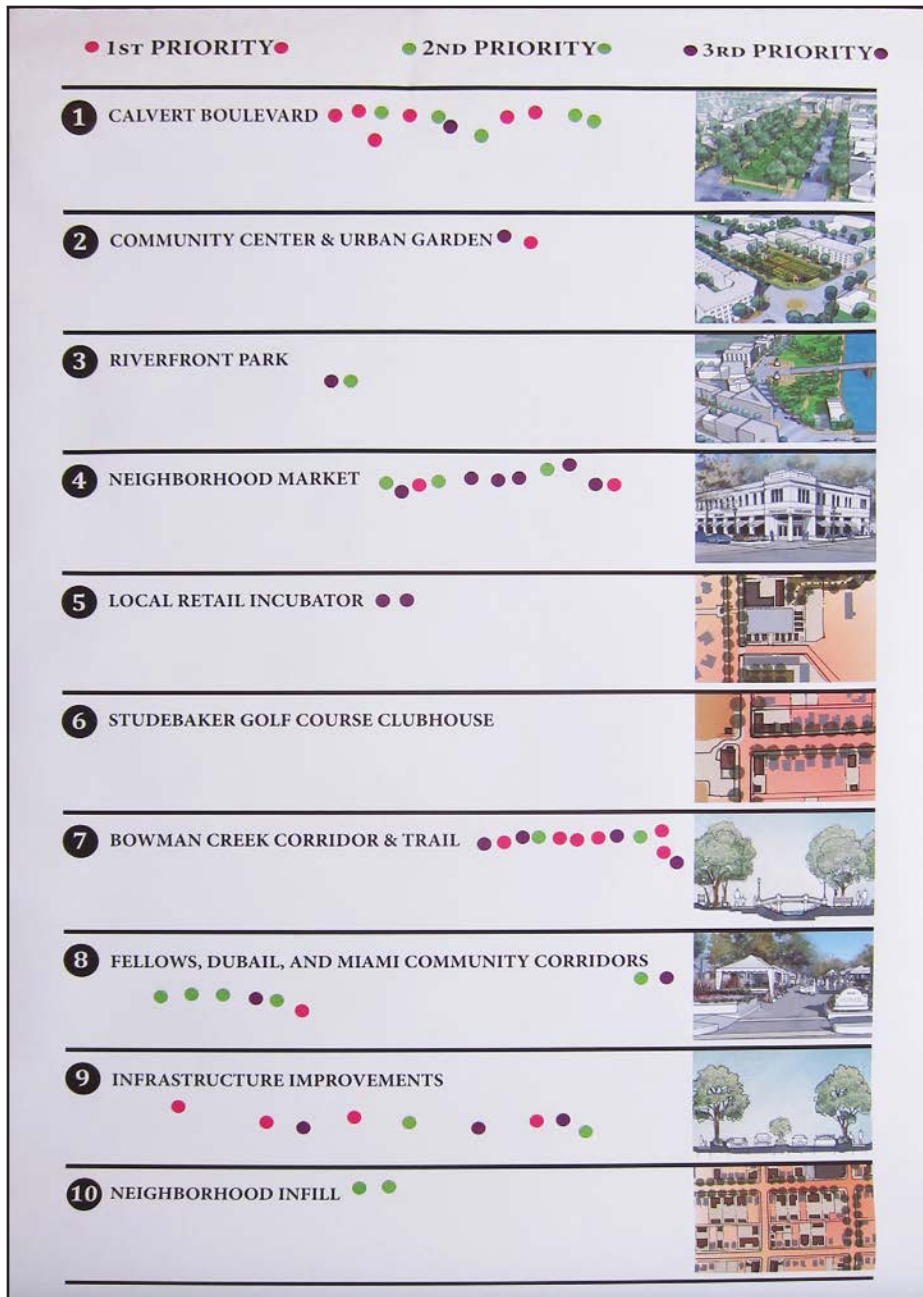 1ST PRIORITY
2ND PRIORITY
3RD PRIORITY
1 CALVERT BOULEVARD
2 COMMUNITY CENTER & URBAN GARDEN
3 RIVERFRONT PARK
4 NEIGHBORHOOD MARKET
5 LOCAL RETAIL INCUBATOR
6 STUDEBAKER GOLF COURSE CLUBHOUSE
7 BOWMAN CREEK CORRIDOR & TRAIL
8 FELLOWS, DUBAIL, AND MIAMI COMMUNITY CORRIDORS
9 INFRASTRUCTURE IMPROVEMENTS
10 NEIGHBORHOOD INFILL